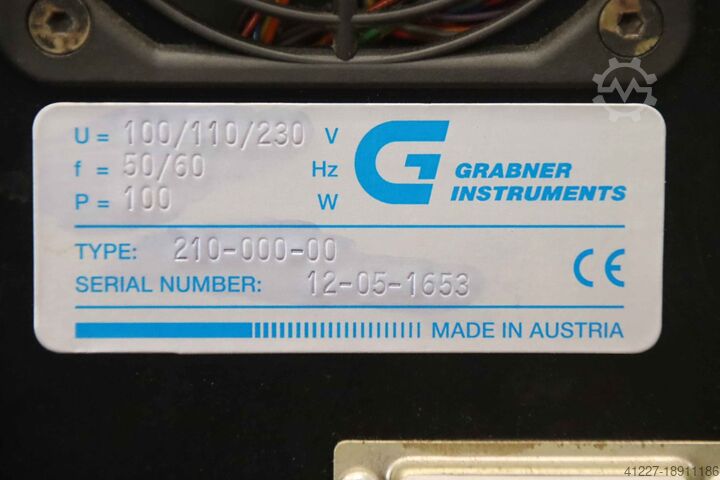 U = 100/110/230 V
f = 50/60 Hz
P = 100 W
GRABNER
INSTRUMENTS
TYPE: 210-000-00
SERIAL NUMBER: 12-05-1653
CE
MADE IN AUSTRIA
41227-18911186